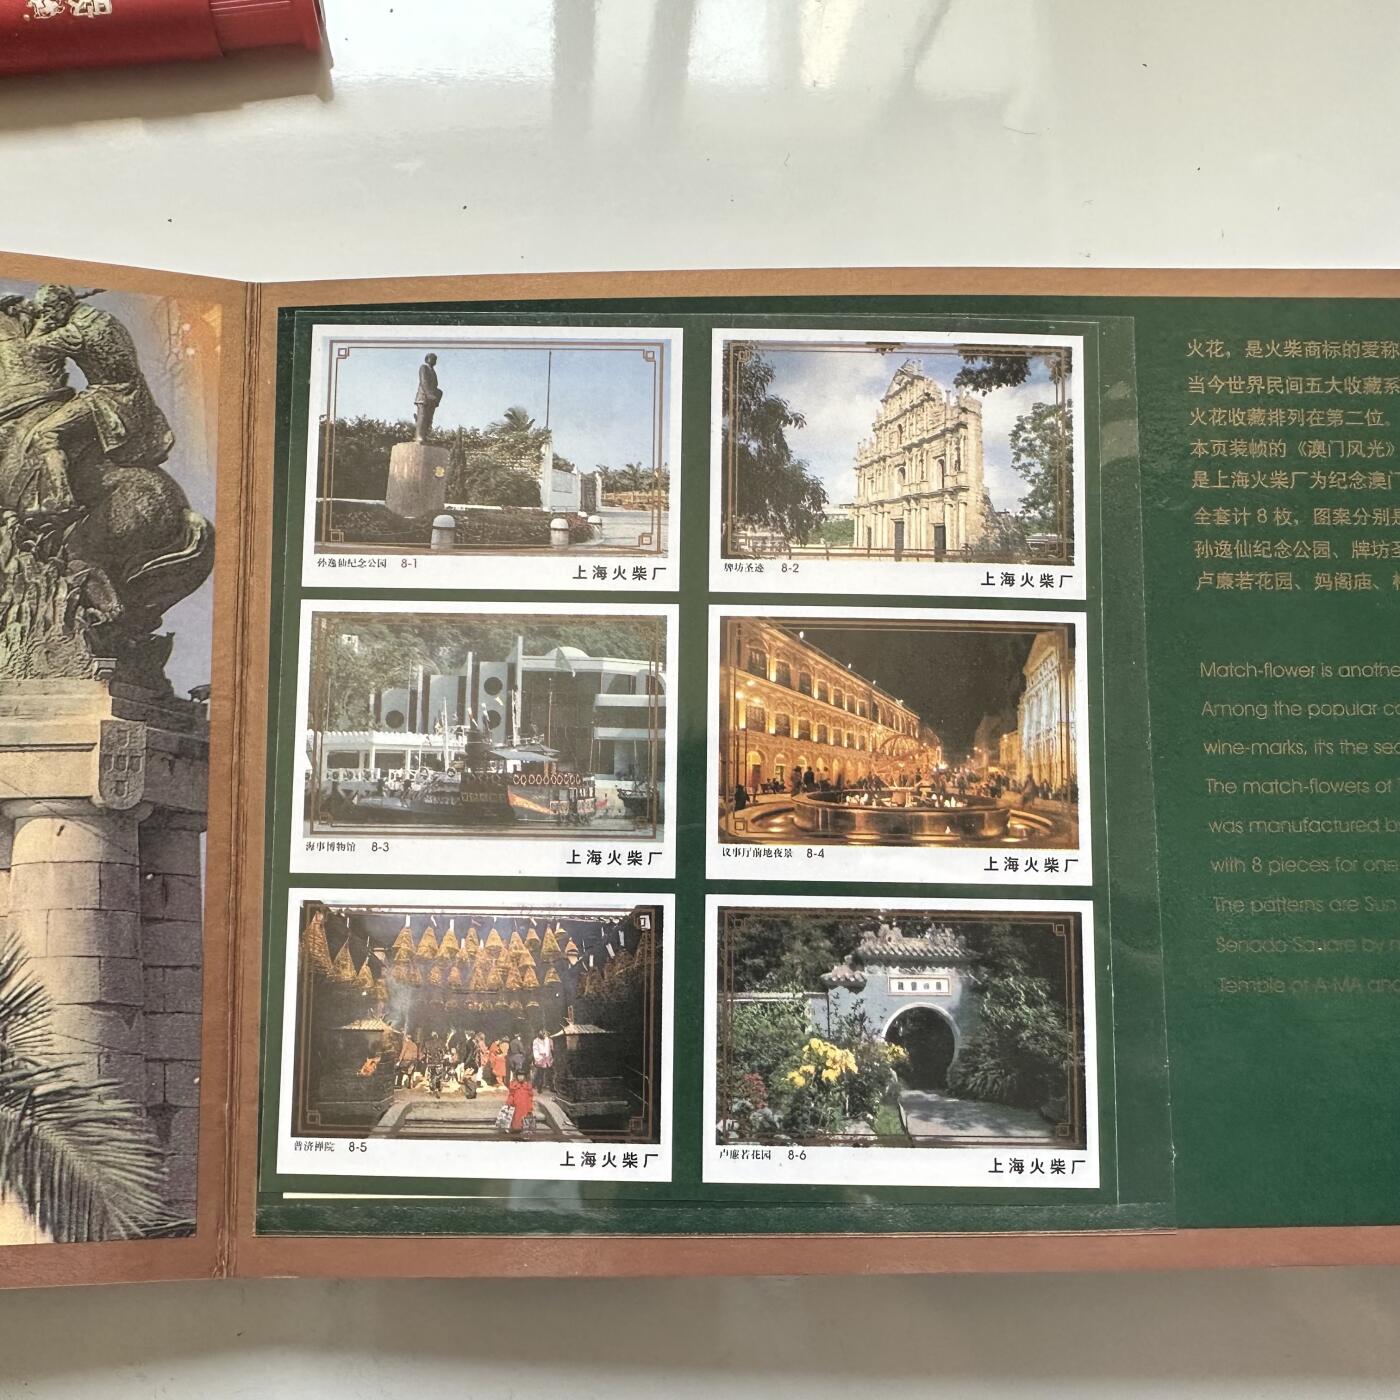 孙逸仙纪念公园 8-1
上海火柴厂
牌坊圣迹 8-2
上海火柴厂
海事博物馆 8-3
上海火柴厂
议事厅前地夜景 8-4
上海火柴厂
普济禅院 8-5
上海火柴厂
卢廉若花园 8-6
上海火柴厂
火花，是火柴商标的爱称
当今世界民间五大收藏系
火花收藏排列在第二位。
本页装帧的《澳门风光》
是上海火柴厂为纪念澳门
全套计 8 枚，图案分别是
孙逸仙纪念公园、牌坊圣
卢廉若花园、妈阁庙、
Match-flower is another
Among the popular co
wine-marks, it's the sec
The match-flowers of
was manufactured b
with 8 pieces for one
The patterns are Sun
Senado Square by n
Temple of A-MA and